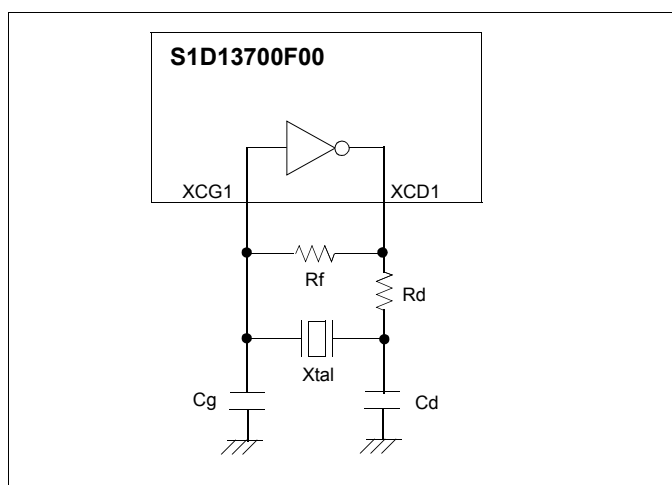 S1D13700F00
XCG1
XCD1
Rf
Rd
Xtal
Cg
Cd